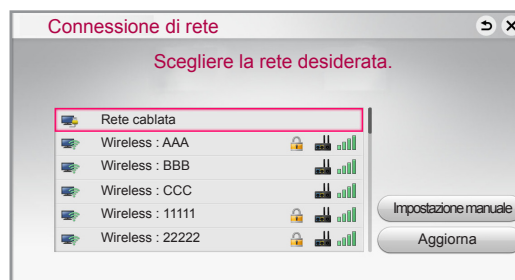 Connessione di rete
Scegliere la rete desiderata.
Rete cablata
Wireless : AAA
Wireless : BBB
Wireless : CCC
Wireless : 11111
Wireless : 22222
Impostazione manuale
Aggiorna